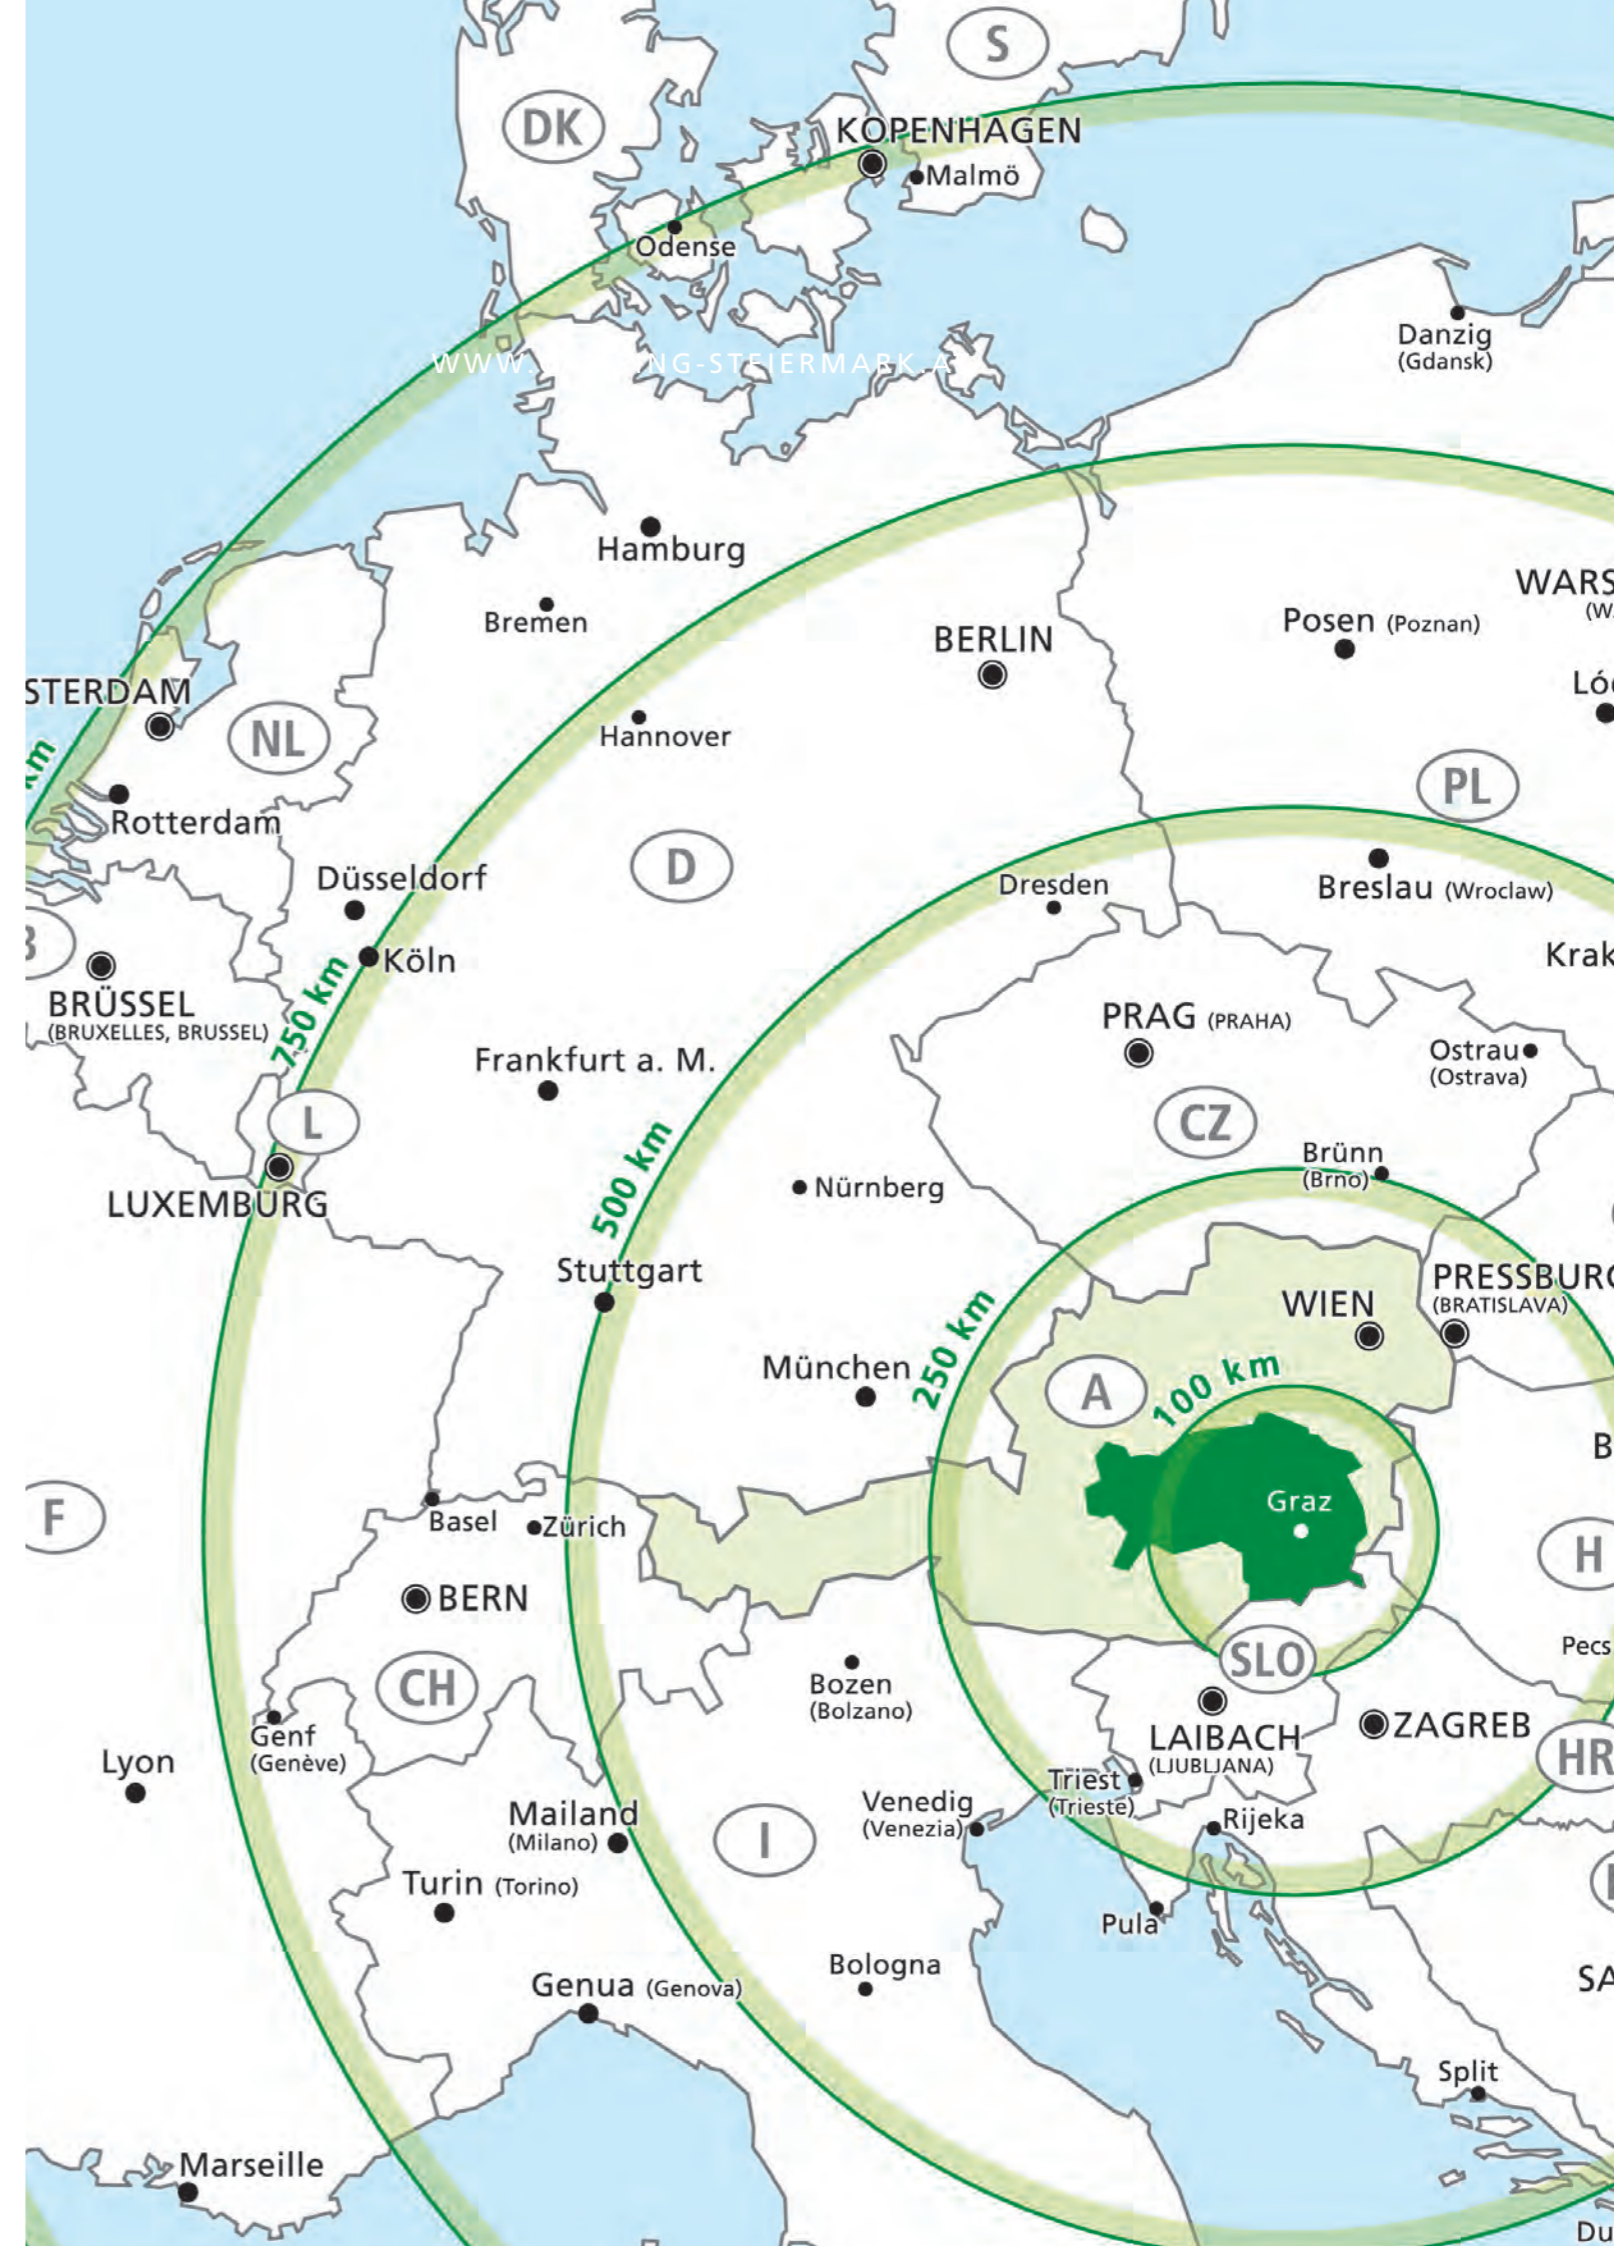 S
DK
KOPENHAGEN
Malmö
Odense
Danzig
(Gdansk)
Hamburg
Bremen
BERLIN
Posen (Poznan)
Hannover
NL
PL
Rotterdam
D
Düsseldorf
Dresden
Breslau (Wroclaw)
Köln
BRÜSSEL
(BRUXELLES, BRUSSEL)
750 km
PRAG (PRAHA)
Frankfurt a. M.
Ostrau
(Ostrava)
L
CZ
500 km
Brünn
(Brno)
Nürnberg
LUXEMBURG
Stuttgart
PRESSBURG
(BRATISLAVA)
WIEN
250 km
München
A
100 km
Graz
F
Basel
Zürich
H
BERN
SLO
CH
Bozen
(Bolzano)
Pecs
Genf
(Genève)
LAIBACH
(LJUBLJANA)
ZAGREB
HR
Lyon
Triest
(Trieste)
Venedig
(Venezia)
Mailand
(Milano)
Rijeka
I
Turin (Torino)
Pula
Bologna
Genua (Genova)
Split
Marseille